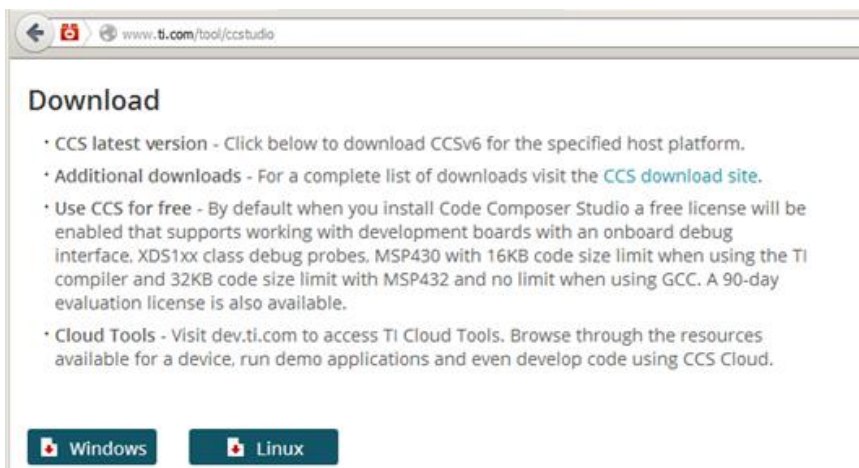 www.ti.com/tool/ccstudio
Download
• CCS latest version - Click below to download CCSv6 for the specified host platform.
• Additional downloads - For a complete list of downloads visit the CCS download site.
• Use CCS for free - By default when you install Code Composer Studio a free license will be
enabled that supports working with development boards with an onboard debug
interface, XDS1xx class debug probes, MSP430 with 16KB code size limit when using the TI
compiler and 32KB code size limit with MSP432 and no limit when using GCC. A 90-day
evaluation license is also available.
• Cloud Tools - Visit dev.ti.com to access TI Cloud Tools. Browse through the resources
available for a device, run demo applications and even develop code using CCS Cloud.
Windows
Linux